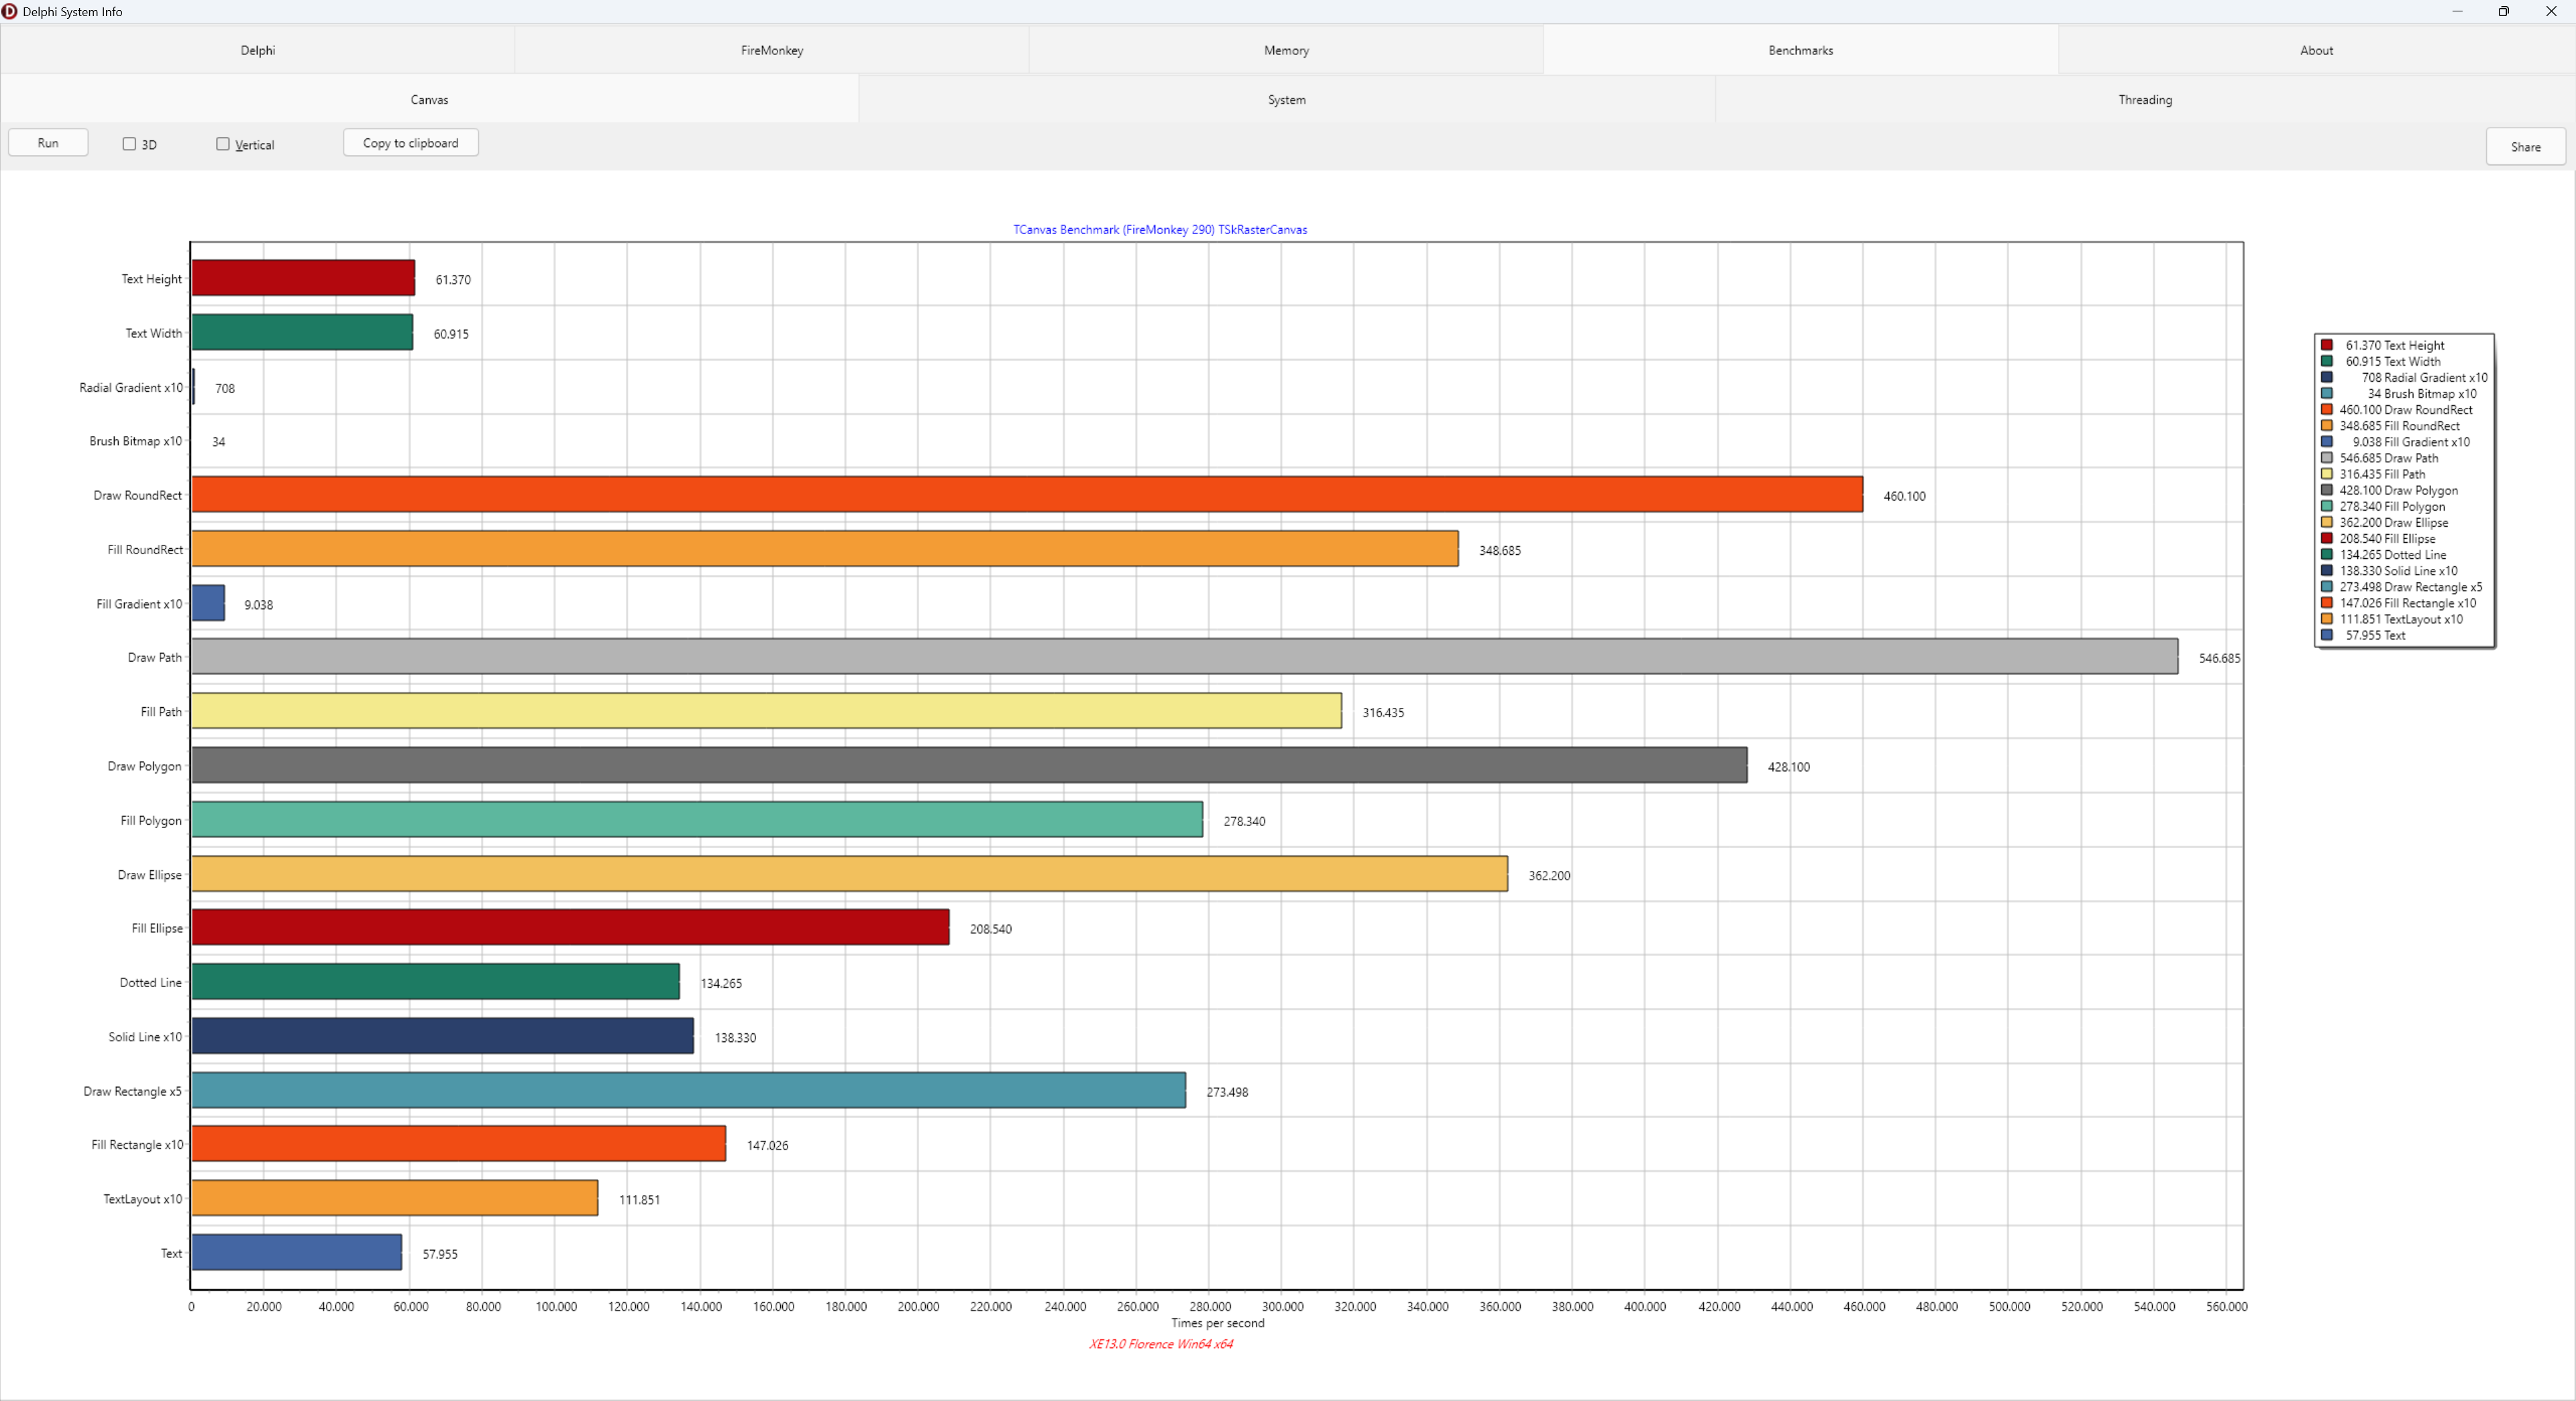 Delphi System Info
Delphi FireMonkey Memory Benchmarks About
Canvas System Threading
Run 3D Vertical Copy to clipboard Share
TCanvas Benchmark (FireMonkey 290) TSkRasterCanvas
Text Height 61.370
Text Width 60.915
Radial Gradient x10 708
Brush Bitmap x10 34
Draw RoundRect 460.100
Fill RoundRect 348.685
Fill Gradient x10 9.038
Draw Path 546.685
Fill Path 316.435
Draw Polygon 428.100
Fill Polygon 278.340
Draw Ellipse 362.200
Fill Ellipse 208.540
Dotted Line 134.265
Solid Line x10 138.330
Draw Rectangle x5 273.498
Fill Rectangle x10 147.026
TextLayout x10 111.851
Text 57.955
0 20.000 40.000 60.000 80.000 100.000 120.000 140.000 160.000 180.000 200.000 220.000 240.000 260.000 280.000 300.000 320.000 340.000 360.000 380.000 400.000 420.000 440.000 460.000 480.000 500.000 520.000 540.000 560.000
Times per second
XE13.0 Florence Win64 x64
61.370 Text Height
60.915 Text Width
708 Radial Gradient x10
34 Brush Bitmap x10
460.100 Draw RoundRect
348.685 Fill RoundRect
9.038 Fill Gradient x10
546.685 Draw Path
316.435 Fill Path
428.100 Draw Polygon
278.340 Fill Polygon
362.200 Draw Ellipse
208.540 Fill Ellipse
134.265 Dotted Line
138.330 Solid Line x10
273.498 Draw Rectangle x5
147.026 Fill Rectangle x10
111.851 TextLayout x10
57.955 Text